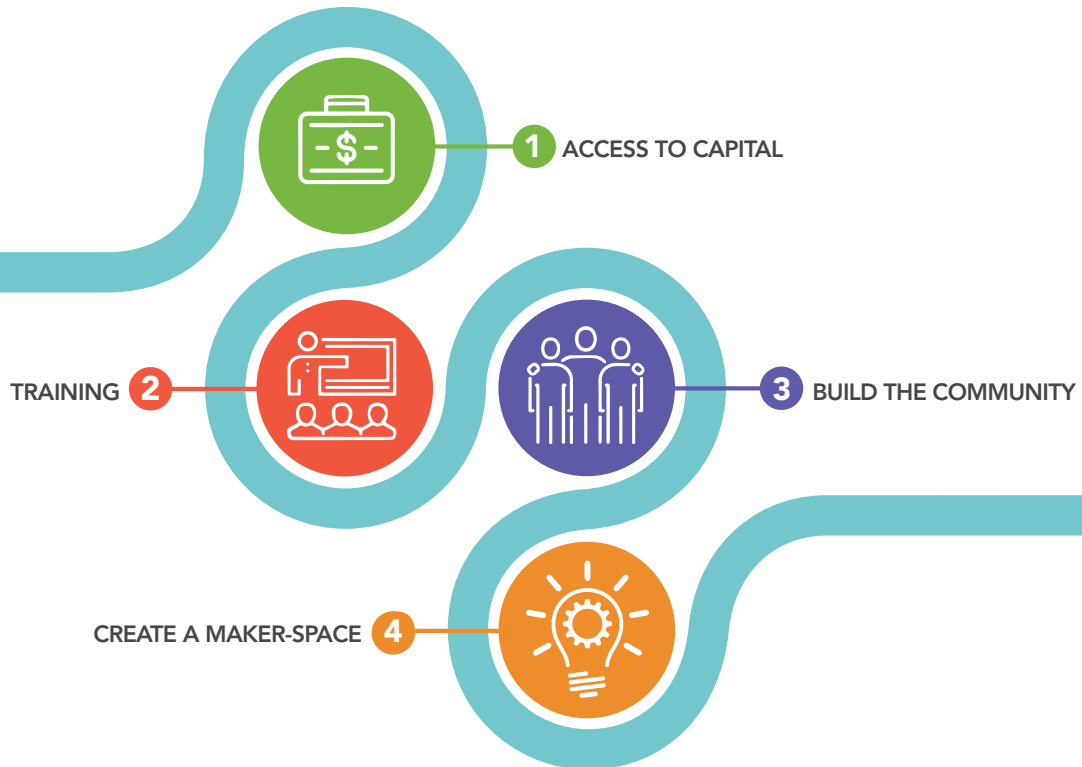 -$-
1 ACCESS TO CAPITAL
TRAINING 2
3 BUILD THE COMMUNITY
CREATE A MAKER-SPACE 4